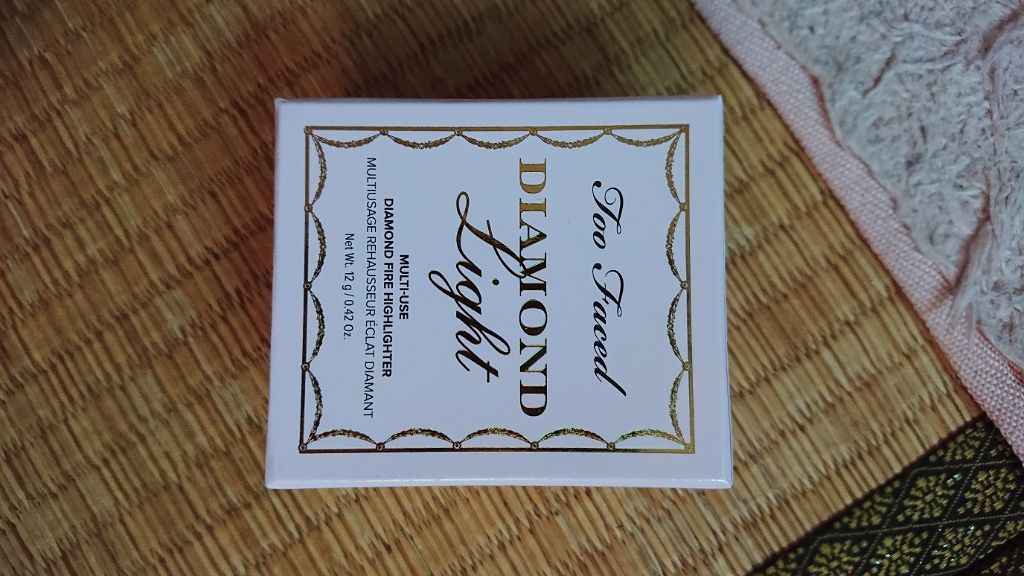 Too Faced
DIAMOND
Light
MULTI-USE
DIAMOND FIRE HIGHLIGHTER
MULTIUSAGE REHAUSSEUR ÉCLAT DIAMANT
Net Wt. 12 g / 0.42 Oz.